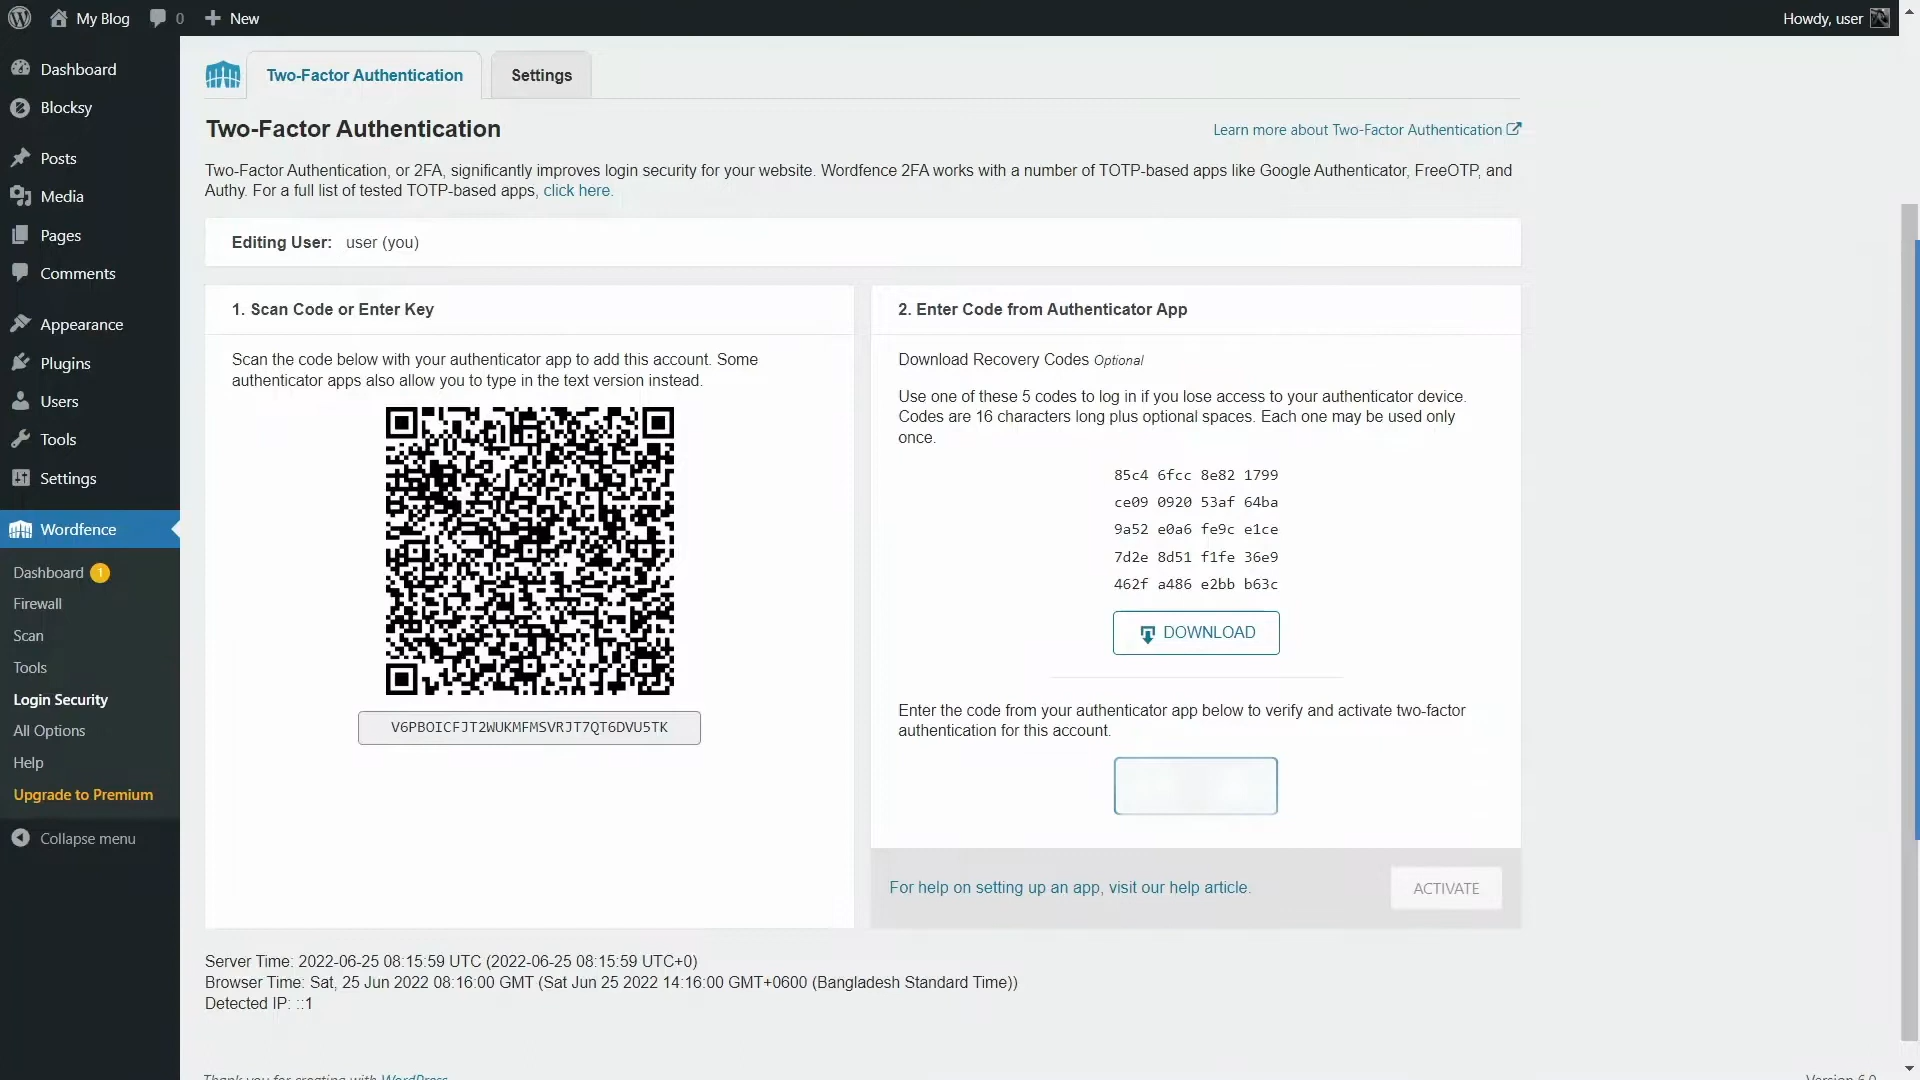 My Blog
0
New
Howdy, user
Dashboard
Blocksy
Posts
Media
Pages
Comments
Appearance
Plugins
Users
Tools
Settings
Wordfence
Dashboard 1
Firewall
Scan
Tools
Login Security
All Options
Help
Upgrade to Premium
Collapse menu
Two-Factor Authentication
Settings
Two-Factor Authentication
Learn more about Two-Factor Authentication
Two-Factor Authentication, or 2FA, significantly improves login security for your website. Wordfence 2FA works with a number of TOTP-based apps like Google Authenticator, FreeOTP, and
Authy. For a full list of tested TOTP-based apps, click here.
Editing User: user (you)
1. Scan Code or Enter Key
Scan the code below with your authenticator app to add this account. Some
authenticator apps also allow you to type in the text version instead.
V6PBOICFJT2WUKMFMSVRJT7QT6DVU5TK
2. Enter Code from Authenticator App
Download Recovery Codes Optional
Use one of these 5 codes to log in if you lose access to your authenticator device.
Codes are 16 characters long plus optional spaces. Each one may be used only
once.
85c4 6fcc 8e82 1799
ce09 0920 53af 64ba
9a52 e0a6 fe9c e1ce
7d2e 8d51 f1fe 36e9
462f a486 e2bb b63c
DOWNLOAD
Enter the code from your authenticator app below to verify and activate two-factor
authentication for this account.
For help on setting up an app, visit our help article.
ACTIVATE
Server Time: 2022-06-25 08:15:59 UTC (2022-06-25 08:15:59 UTC+0)
Browser Time: Sat, 25 Jun 2022 08:16:00 GMT (Sat Jun 25 2022 14:16:00 GMT+0600 (Bangladesh Standard Time))
Detected IP: ::1
Thank you for creating with WordPress
Version 6.0